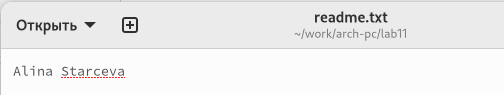 Открыть
readme.txt
~/work/arch-pc/lab11
Alina Starceva